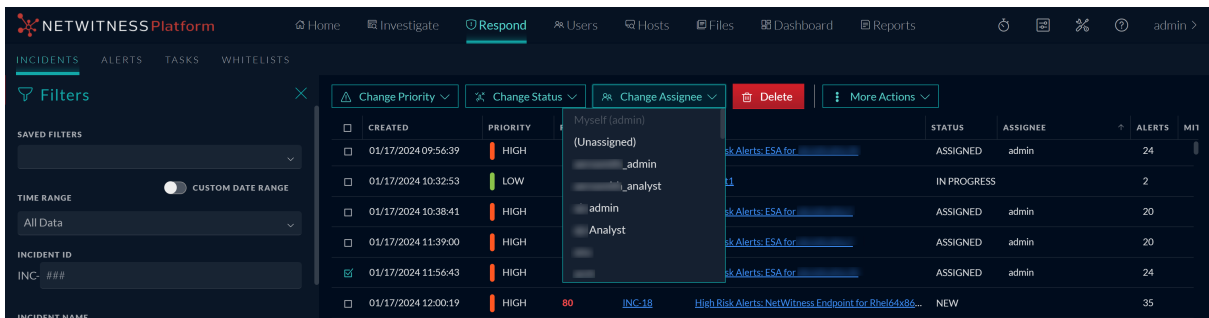 NETWITNESS Platform
Home Investigate Respond Users Hosts Files Dashboard Reports admin >
INCIDENTS ALERTS TASKS WHITELISTS
Filters
SAVED FILTERS
CUSTOM DATE RANGE
TIME RANGE
All Data
INCIDENT ID
INC- ###
INCIDENT NAME
Change Priority Change Status Change Assignee Delete More Actions
CREATED PRIORITY STATUS ASSIGNEE ALERTS MIT
Myself (admin)
(Unassigned)
_admin
_analyst
admin
Analyst
01/17/2024 09:56:39 HIGH sk Alerts: ESA for ASSIGNED admin 24
01/17/2024 10:32:53 LOW t1 IN PROGRESS 2
01/17/2024 10:38:41 HIGH sk Alerts: ESA for ASSIGNED admin 20
01/17/2024 11:39:00 HIGH sk Alerts: ESA for ASSIGNED admin 20
01/17/2024 11:56:43 HIGH sk Alerts: ESA for ASSIGNED admin 24
01/17/2024 12:00:19 HIGH 80 INC-18 High Risk Alerts: NetWitness Endpoint for Rhel64x86... NEW 35